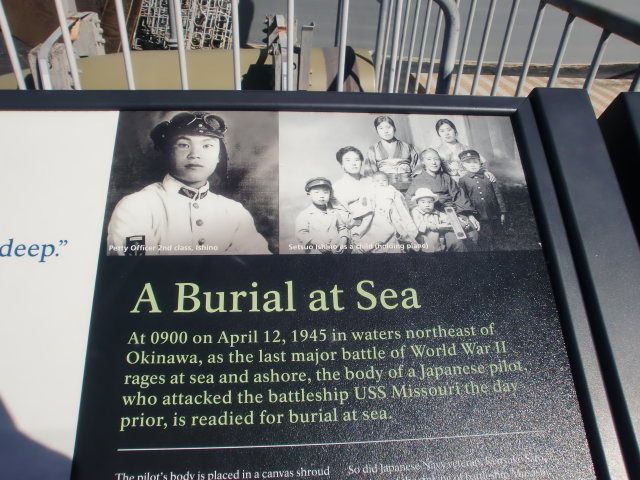 deep.”
Petty Officer 2nd class, Ishino
Setsuo Ishino as a child (holding plane)
A Burial at Sea
At 0900 on April 12, 1945 in waters northeast of
Okinawa, as the last major battle of World War II
rages at sea and ashore, the body of a Japanese pilot,
who attacked the battleship USS Missouri the day
prior, is readied for burial at sea.
The pilot’s body is placed in a canvas shroud
So did Japanese Navy veteran